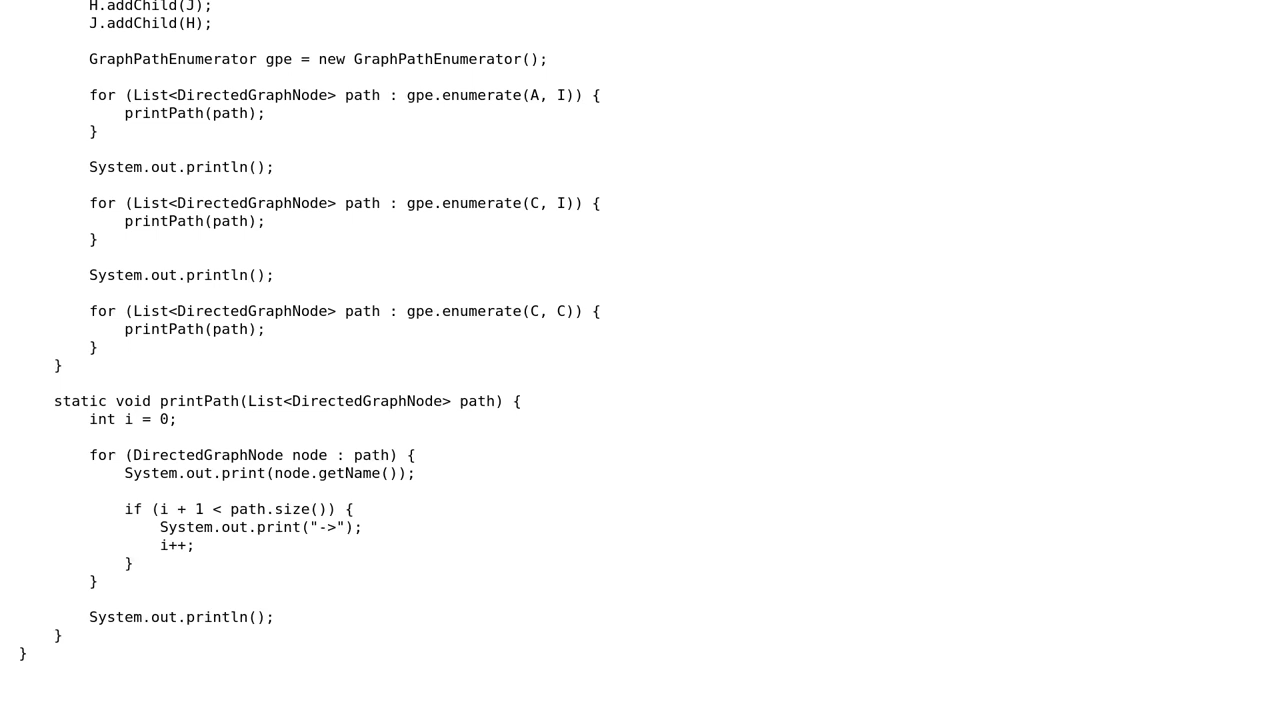 H.addChild(J);
J.addChild(H);
GraphPathEnumerator gpe = new GraphPathEnumerator();
for (List<DirectedGraphNode> path : gpe.enumerate(A, I)) {
printPath(path);
}
System.out.println();
for (List<DirectedGraphNode> path : gpe.enumerate(C, I)) {
printPath(path);
}
System.out.println();
for (List<DirectedGraphNode> path : gpe.enumerate(C, C)) {
printPath(path);
}
}
static void printPath(List<DirectedGraphNode> path) {
int i = 0;
for (DirectedGraphNode node : path) {
System.out.print(node.getName());
if (i + 1 < path.size()) {
System.out.print("->");
i++;
}
}
System.out.println();
}
}